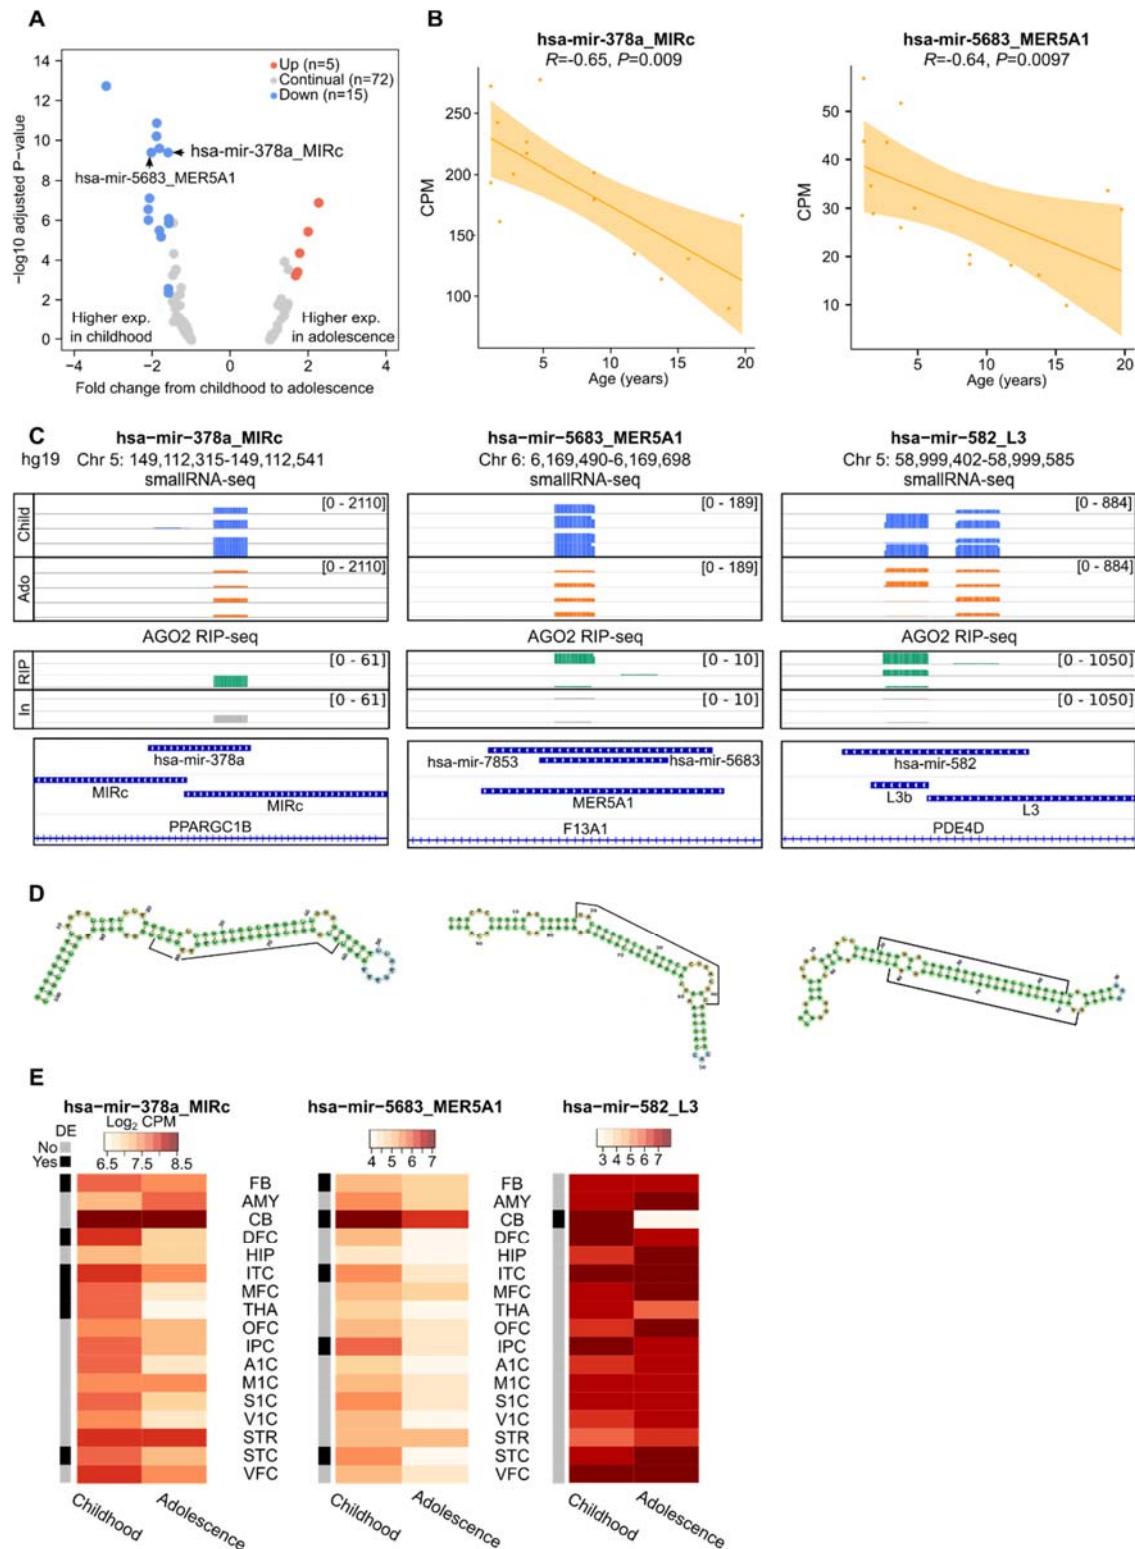 A
14
12
10
8
6
4
2
0
−log10 adjusted P−value
Up (n=5)
Continual (n=72)
Down (n=15)
hsa-mir-378a_MIRc
hsa-mir-5683_MER5A1
Higher exp.
in childhood
Higher exp.
in adolescence
−4 −2 0 2 4
Fold change from childhood to adolescence
B
hsa-mir-378a_MIRc
R=-0.65, P=0.009
CPM
250
200
150
100
5 10 15 20
Age (years)
hsa-mir-5683_MER5A1
R=-0.64, P=0.0097
CPM
60
50
40
30
20
10
0
5 10 15 20
Age (years)
C
hsa−mir−378a_MIRc
hg19 Chr 5: 149,112,315-149,112,541
smallRNA-seq
Child
[0 - 2110]
Ado
[0 - 2110]
AGO2 RIP-seq
RIP
[0 - 61]
In
[0 - 61]
hsa-mir-378a
MIRc
MIRc
PPARGC1B
hsa−mir−5683_MER5A1
Chr 6: 6,169,490-6,169,698
smallRNA-seq
[0 - 189]
[0 - 189]
AGO2 RIP-seq
[0 - 10]
[0 - 10]
hsa-mir-7853
hsa-mir-5683
MER5A1
F13A1
hsa−mir−582_L3
Chr 5: 58,999,402-58,999,585
smallRNA-seq
[0 - 884]
[0 - 884]
AGO2 RIP-seq
[0 - 1050]
[0 - 1050]
hsa-mir-582
L3b
L3
PDE4D
D
E
hsa−mir−378a_MIRc
hsa−mir−5683_MER5A1
hsa−mir−582_L3
DE
No
Yes
Log2 CPM
6.5 7.5 8.5
4 5 6 7
3 4 5 6 7
FB FB
AMY AMY
CB CB
DFC DFC
HIP HIP
ITC ITC
MFC MFC
THA THA
OFC OFC
IPC IPC
A1C A1C
M1C M1C
S1C S1C
V1C V1C
STR STR
STC STC
VFC VFC
Childhood Adolescence
Childhood Adolescence
Childhood Adolescence